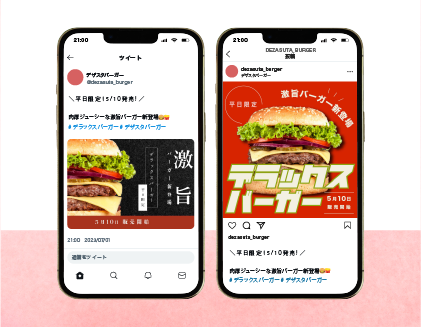 21:00
ツイート
デザスタバーガー
@dezasuta_burger
＼平日限定15/10発売!／
肉厚ジューシーな激旨バーガー新登場🍔🍔
#デラックスバーガー #デザスタバーガー
激旨
バーガー新登場
デラックスバーガー
平日限定
5月10日 販売開始
21:00
返信をツイート
21:00
DEZASUTA_BURGER
投稿
dezasuta_burger
デザスタバーガー
平日限定
激旨バーガー新登場
デラックス
バーガー
5月10日
販売開始
dezasuta_burger
＼平日限定15/10発売!／
肉厚ジューシーな激旨バーガー新登場🍔🍔
#デラックスバーガー #デザスタバーガー